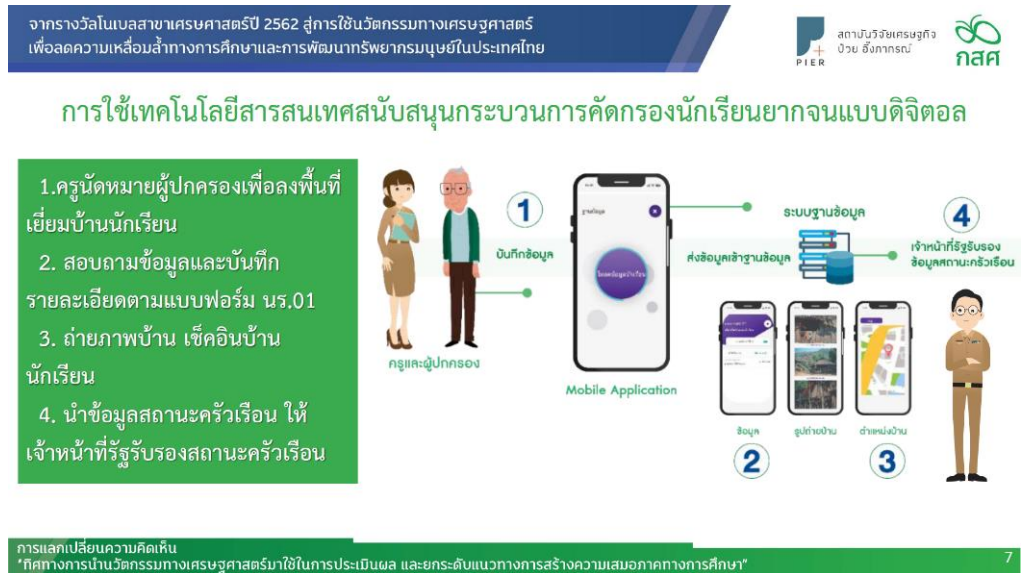 จากรางวัลโนเบลสาขาเศรษศาสตร์ปี 2562 สู่การใช้นวัตกรรมทางเศรษฐศาสตร์
เพื่อลดความเหลื่อมล้ำทางการศึกษาและการพัฒนาทรัพยากรมนุษย์ในประเทศไทย
PIER
สถาบันวิจัยเศรษฐกิจ
ป๋วย อึ๊งภากรณ์
กสศ
การใช้เทคโนโลยีสารสนเทศสนับสนุนกระบวนการคัดกรองนักเรียนยากจนแบบดิจิตอล
1.ครูนัดหมายผู้ปกครองเพื่อลงพื้นที่
เยี่ยมบ้านนักเรียน
2. สอบถามข้อมูลและบันทึก
รายละเอียดตามแบบฟอร์ม นร.01
3. ถ่ายภาพบ้าน เช็คอินบ้าน
นักเรียน
4. นำข้อมูลสถานะครัวเรือน ให้
เจ้าหน้าที่รัฐรับรองสถานะครัวเรือน
ครูและผู้ปกครอง
1
บันทึกข้อมูล
ฐานข้อมูล
Mobile Application
ส่งข้อมูลเข้าฐานข้อมูล
ระบบฐานข้อมูล
4
เจ้าหน้าที่รัฐรับรอง
ข้อมูลสถานะครัวเรือน
ข้อมูล
รูปถ่ายบ้าน
ตำแหน่งบ้าน
2
3
การแลกเปลี่ยนความคิดเห็น
"ทิศทางการนำนวัตกรรมทางเศรษฐศาสตร์มาใช้ในการประเมินผล และยกระดับแนวทางการสร้างความเสมอภาคทางการศึกษา"
7